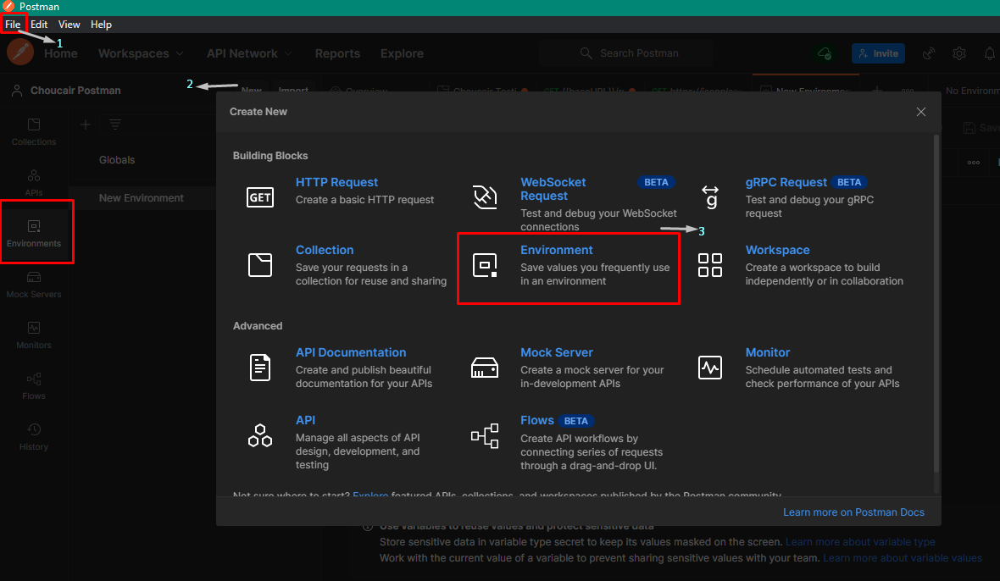 Postman
File Edit View Help
1
Home Workspaces API Network Reports Explore Search Postman Invite
Choucair Postman 2 New Import Overview New Environm No Environm
Create New
Collections
Save
Building Blocks
Globals
HTTP Request
Create a basic HTTP request
WebSocket Request BETA
Test and debug your WebSocket
connections
gRPC Request BETA
Test and debug your gRPC
request
APIs
New Environment
3
Environments
Collection
Save your requests in a
collection for reuse and sharing
Environment
Save values you frequently use
in an environment
Workspace
Create a workspace to build
independently or in collaboration
GET
g
Mock Servers
Advanced
Monitors
API Documentation
Create and publish beautiful
documentation for your APIs
Mock Server
Create a mock server for your
in-development APIs
Monitor
Schedule automated tests and
check performance of your APIs
Flows
API
Manage all aspects of API
design, development, and
testing
Flows BETA
Create API workflows by
connecting series of requests
through a drag-and-drop UI.
History
Not sure where to start? Explore featured APIs, collections, and workspaces published by the Postman community.
Learn more on Postman Docs
Use variables to reuse values and protect sensitive data
Store sensitive data in variable type secret to keep its values masked on the screen. Learn more about variable type
Work with the current value of a variable to prevent sharing sensitive values with your team. Learn more about variable values